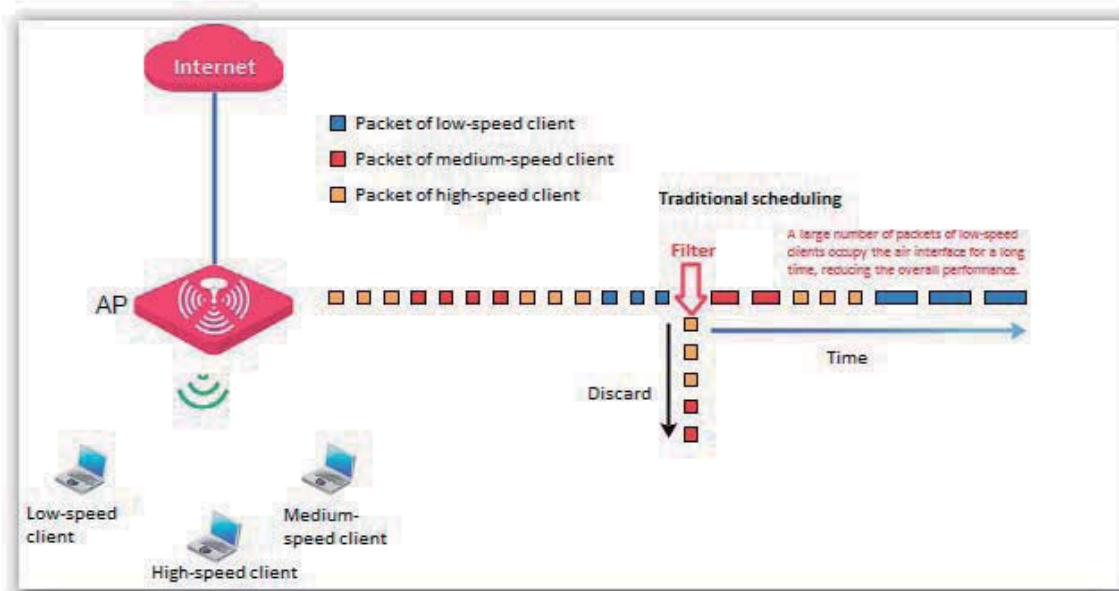 Internet
Packet of low-speed client
Packet of medium-speed client
Packet of high-speed client
Traditional scheduling
A large number of packets of low-speed
clients occupy the air interface for a long
time, reducing the overall performance.
Filter
AP
Time
Discard
Low-speed
client
Medium-
speed client
High-speed client